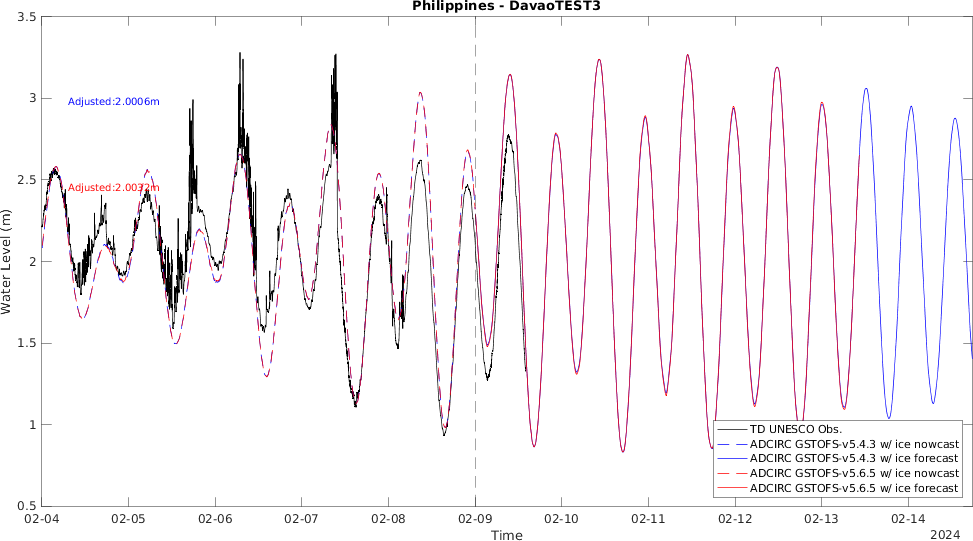 Philippines - DavaoTEST3
3.5
3
2.5
2
1.5
1
0.5
Water Level (m)
Adjusted:2.0006m
Adjusted:2.0032m
TD UNESCO Obs.
ADCIRC GSTOFS-v5.4.3 w/ ice nowcast
ADCIRC GSTOFS-v5.4.3 w/ ice forecast
ADCIRC GSTOFS-v5.6.5 w/ ice nowcast
ADCIRC GSTOFS-v5.6.5 w/ ice forecast
02-04 02-05 02-06 02-07 02-08 02-09 02-10 02-11 02-12 02-13 02-14
Time
2024